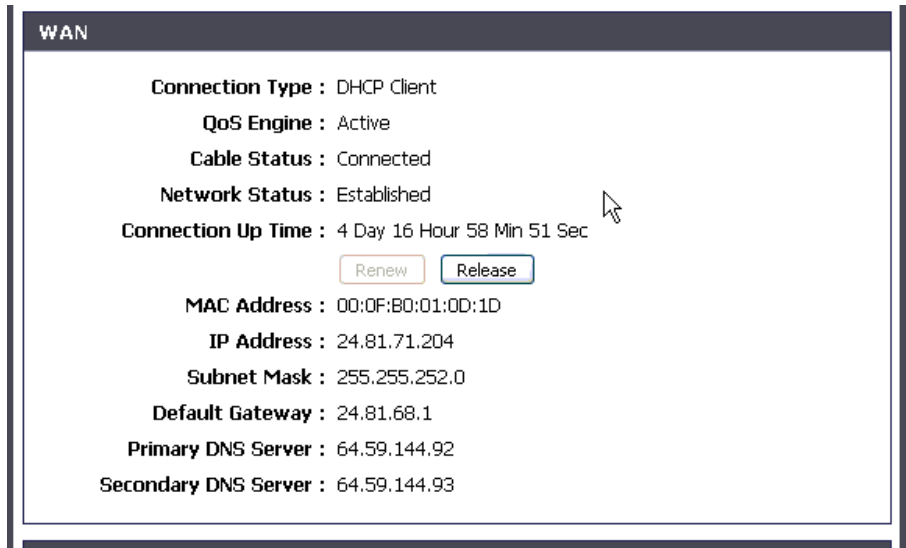 WAN
Connection Type : DHCP Client
QoS Engine : Active
Cable Status : Connected
Network Status : Established
Connection Up Time : 4 Day 16 Hour 58 Min 51 Sec
Renew Release
MAC Address : 00:0F:B0:01:0D:1D
IP Address : 24.81.71.204
Subnet Mask : 255.255.252.0
Default Gateway : 24.81.68.1
Primary DNS Server : 64.59.144.92
Secondary DNS Server : 64.59.144.93